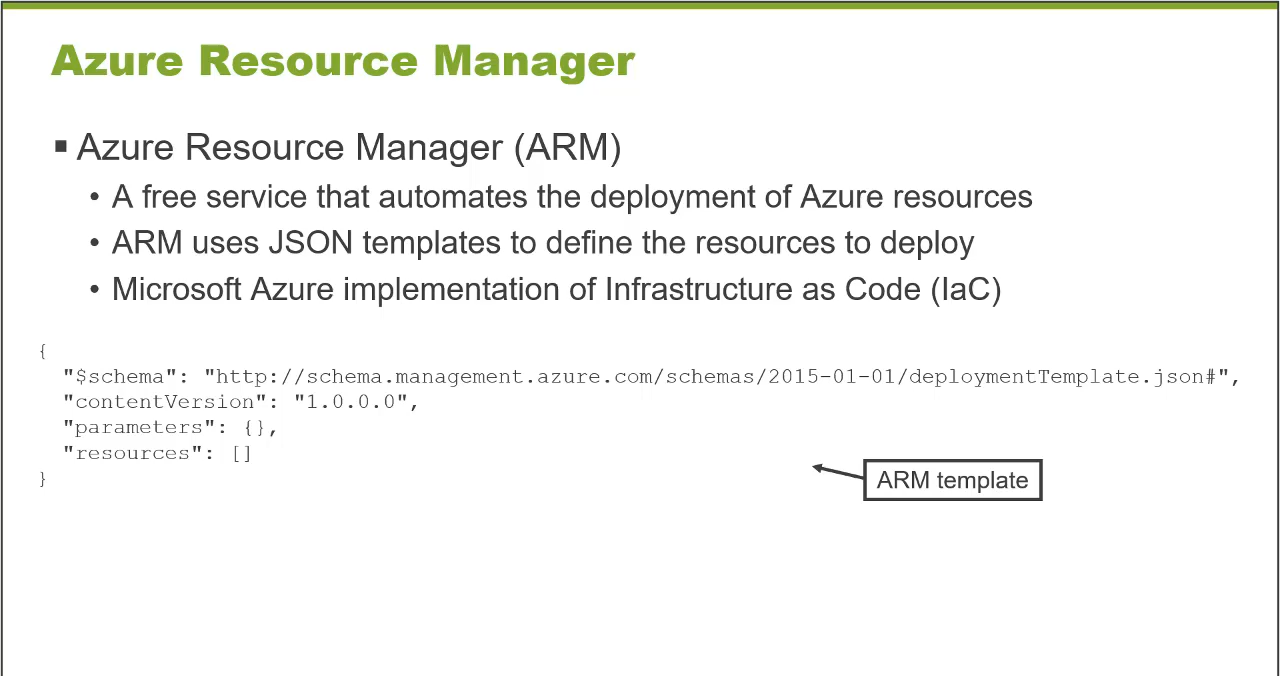 Azure Resource Manager
▪ Azure Resource Manager (ARM)
• A free service that automates the deployment of Azure resources
• ARM uses JSON templates to define the resources to deploy
• Microsoft Azure implementation of Infrastructure as Code (IaC)
{
  "$schema": "http://schema.management.azure.com/schemas/2015-01-01/deploymentTemplate.json#",
  "contentVersion": "1.0.0.0",
  "parameters": {},
  "resources": []
}
ARM template